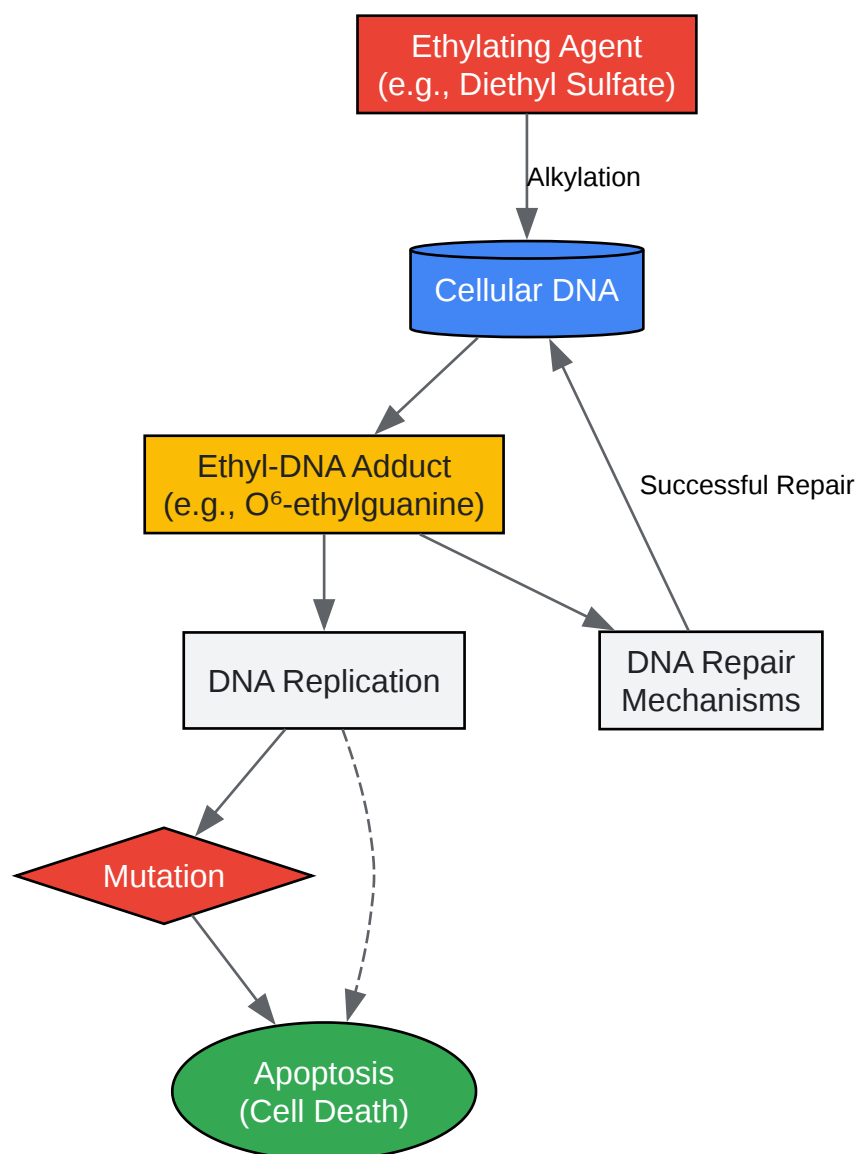 Ethylating Agent
(e.g., Diethyl Sulfate)
Alkylation
Cellular DNA
Ethyl-DNA Adduct
(e.g., O⁶-ethylguanine)
Successful Repair
DNA Replication
DNA Repair
Mechanisms
Mutation
Apoptosis
(Cell Death)